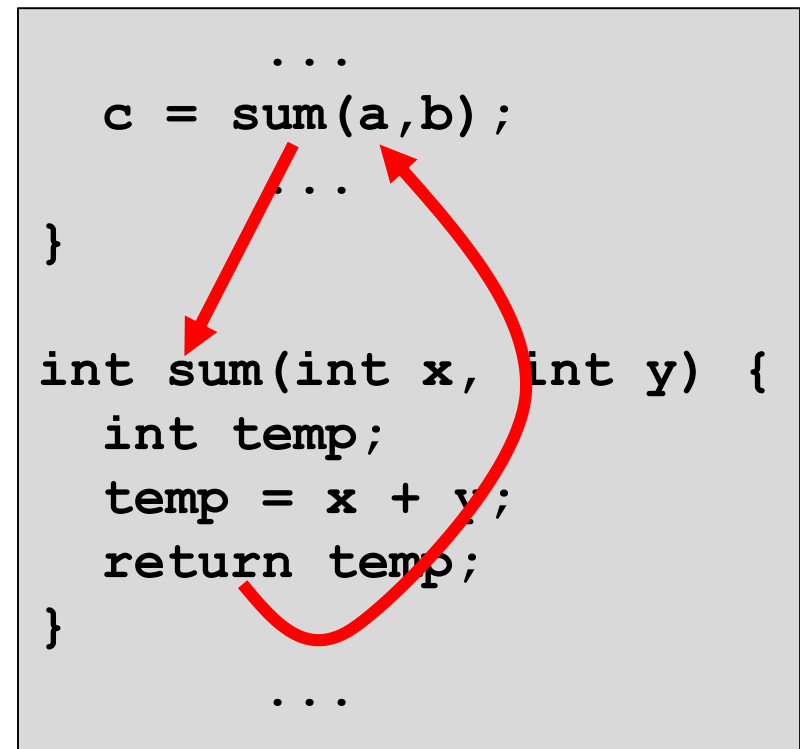 ...
c = sum(a,b);
...
}
int sum(int x, int y) {
int temp;
temp = x + y;
return temp;
}
...